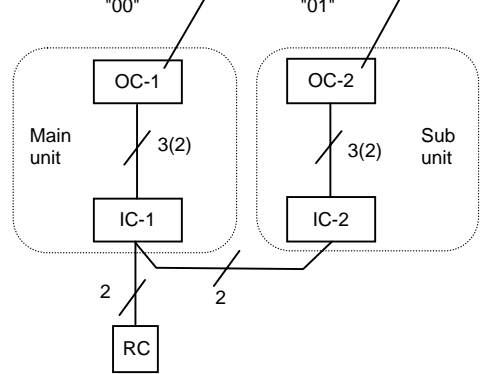 "00"
"01"
OC-1
OC-2
Main
unit
3(2)
3(2)
Sub
unit
IC-1
IC-2
2
2
RC